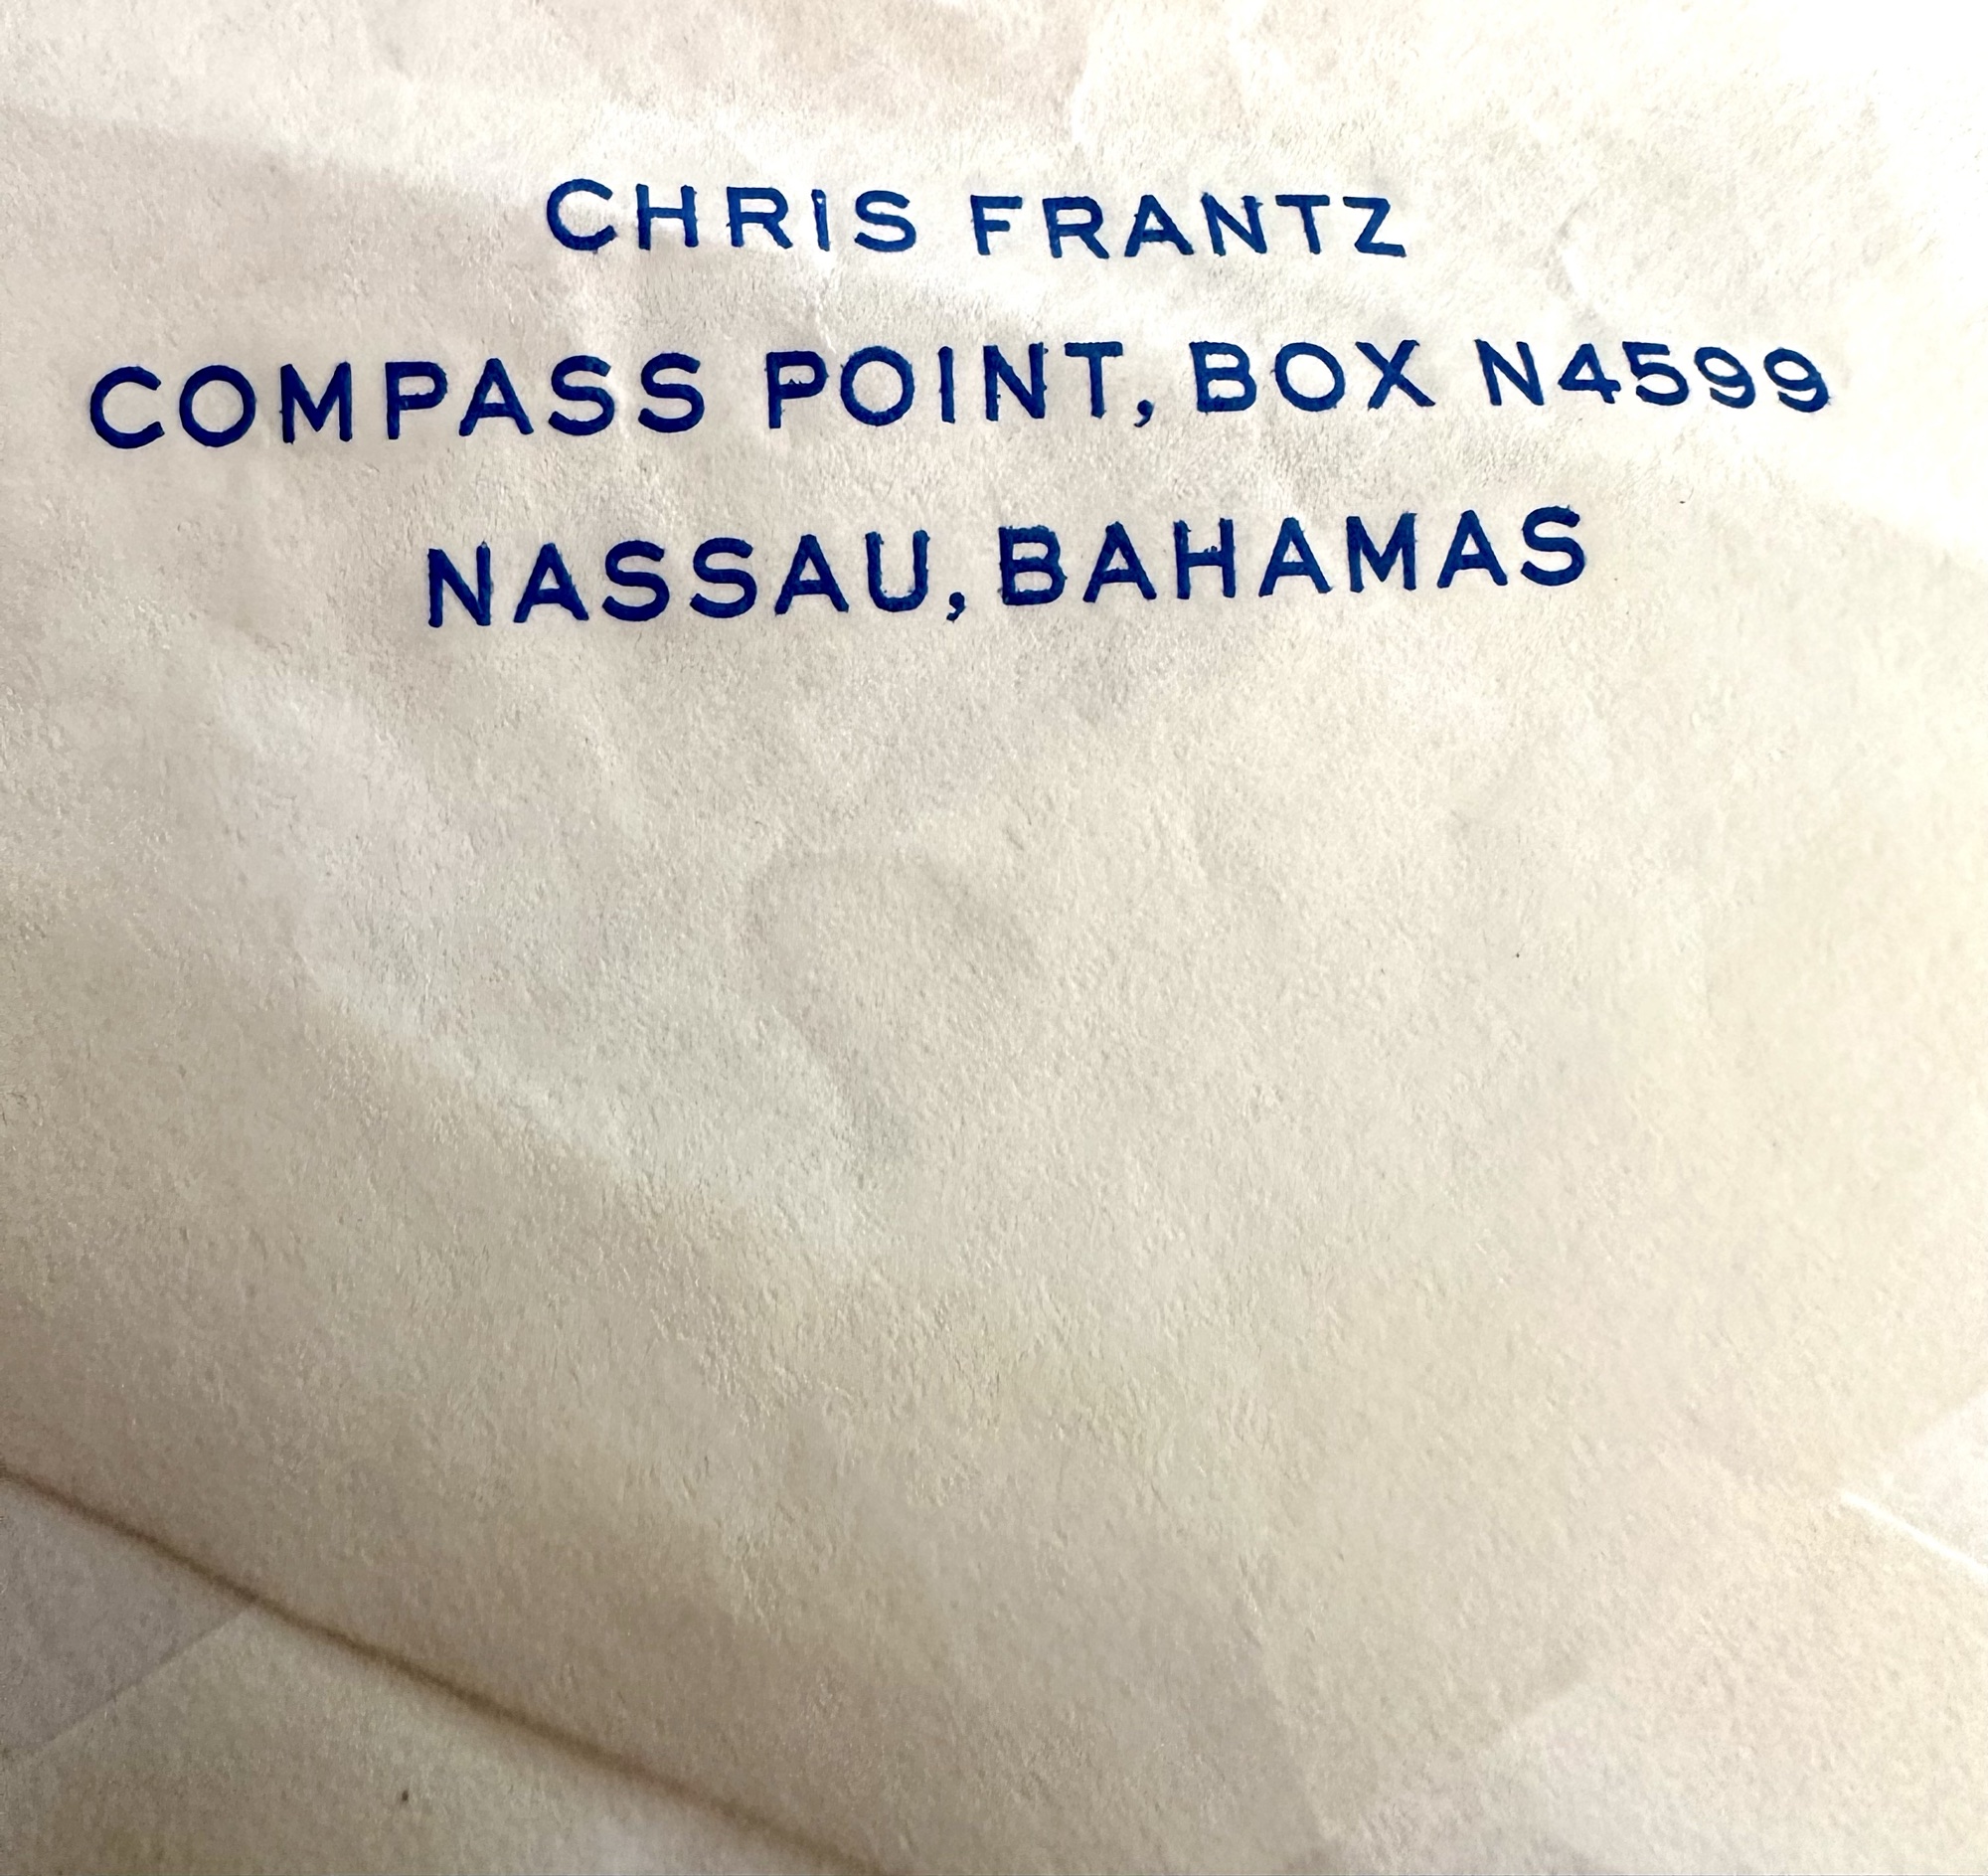 CHRIS FRANTZ
COMPASS POINT, BOX N4599
NASSAU, BAHAMAS